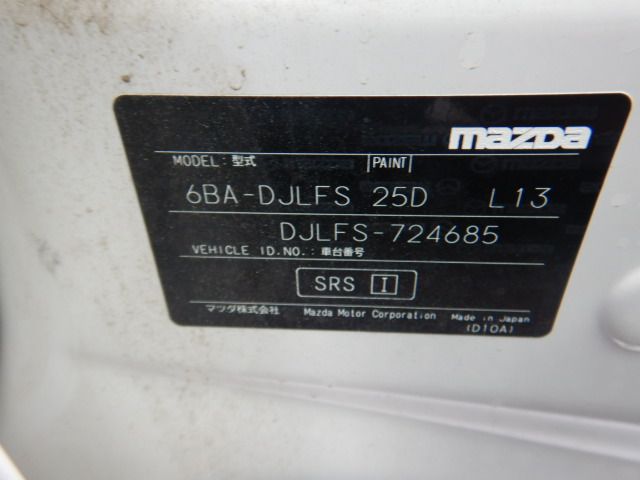 mazda
MODEL: 型式 PAINT
6BA-DJLFS 25D L13
DJLFS-724685
VEHICLE ID.NO.: 車台番号
SRS I
マツダ株式会社 Mazda Motor Corporation Made in Japan
(D10A)